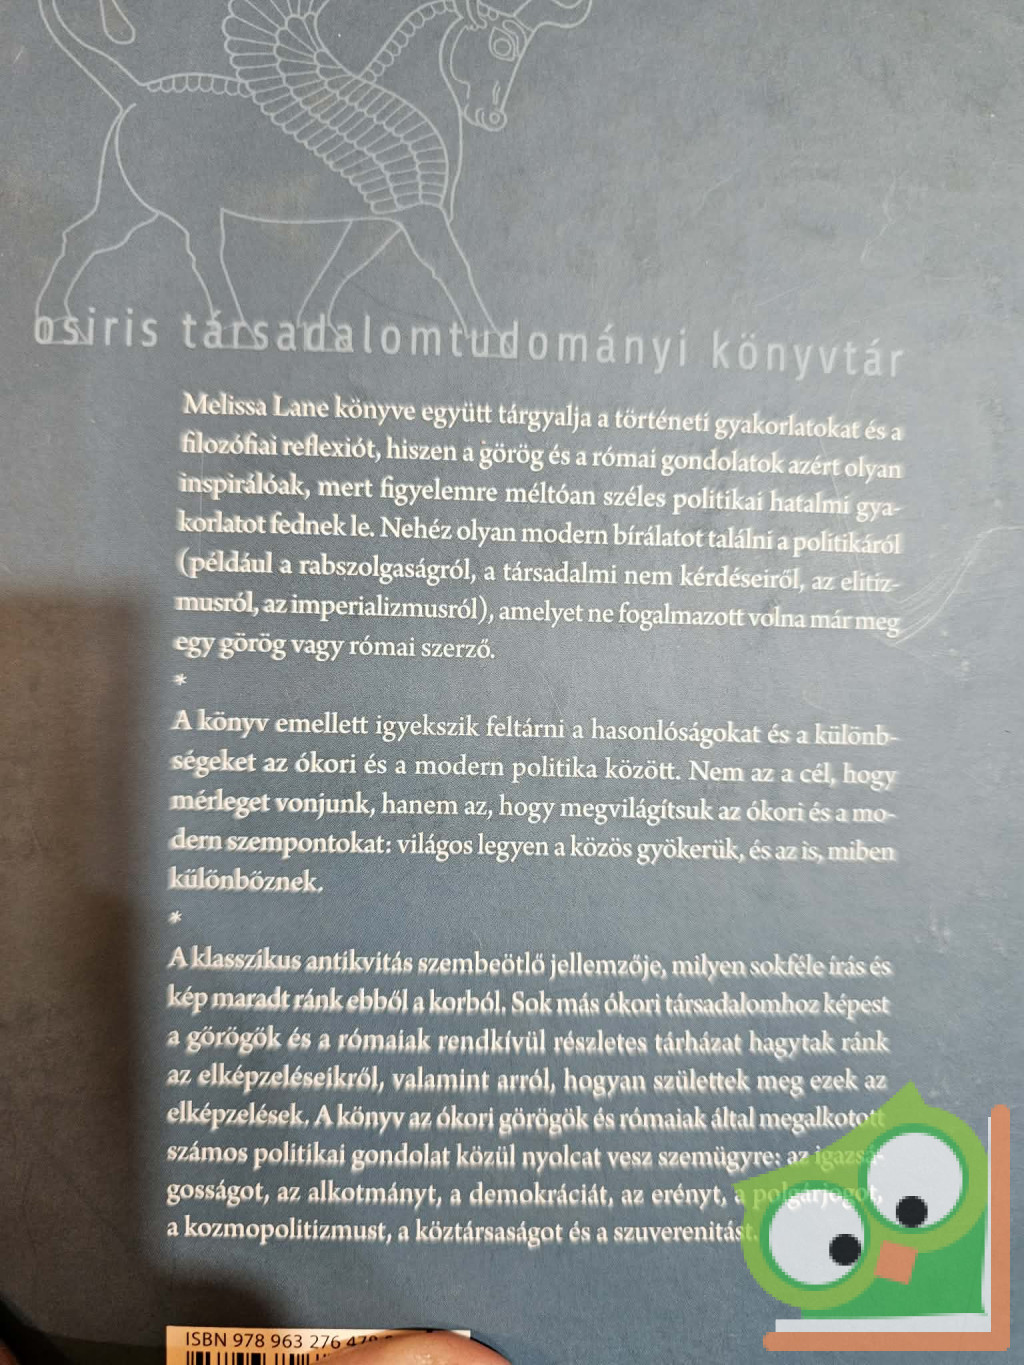 osiris társadalomtudományi könyvtár
Melissa Lane könyve együtt tárgyalja a történeti gyakorlatokat és a
filozófiai reflexiót, hiszen a görög és a római gondolatok azért olyan
inspirálóak, mert figyelemre méltóan széles politikai hatalmi gya-
korlatot fednek le. Nehéz olyan modern bírálatot találni a politikáról
(például a rabszolgaságról, a társadalmi nem kérdéseiről, az elitiz-
musról, az imperializmusról), amelyet ne fogalmazott volna már meg
egy görög vagy római szerző.
*
A könyv emellett igyekszik feltárni a hasonlóságokat és a különb-
ségeket az ókori és a modern politika között. Nem az a cél, hogy
mérleget vonjunk, hanem az, hogy megvilágítsuk az ókori és a mo-
dern szempontokat: világos legyen a közös gyökerük, és az is, miben
különböznek.
*
A klasszikus antikvitás szembeötlő jellemzője, milyen sokféle írás és
kép maradt ránk ebből a korból. Sok más ókori társadalomhoz képest
a görögök és a rómaiak rendkívül részletes tárházat hagytak ránk
az elképzeléseikről, valamint arról, hogyan születtek meg ezek az
elképzelések. A könyv az ókori görögök és rómaiak által megalkotott
számos politikai gondolat közül nyolcat vesz szemügyre: az igazsá-
gosságot, az alkotmányt, a demokráciát, az erényt, a polgárjogot,
a kozmopolitizmust, a köztársaságot és a szuverenitást.
ISBN 978 963 276